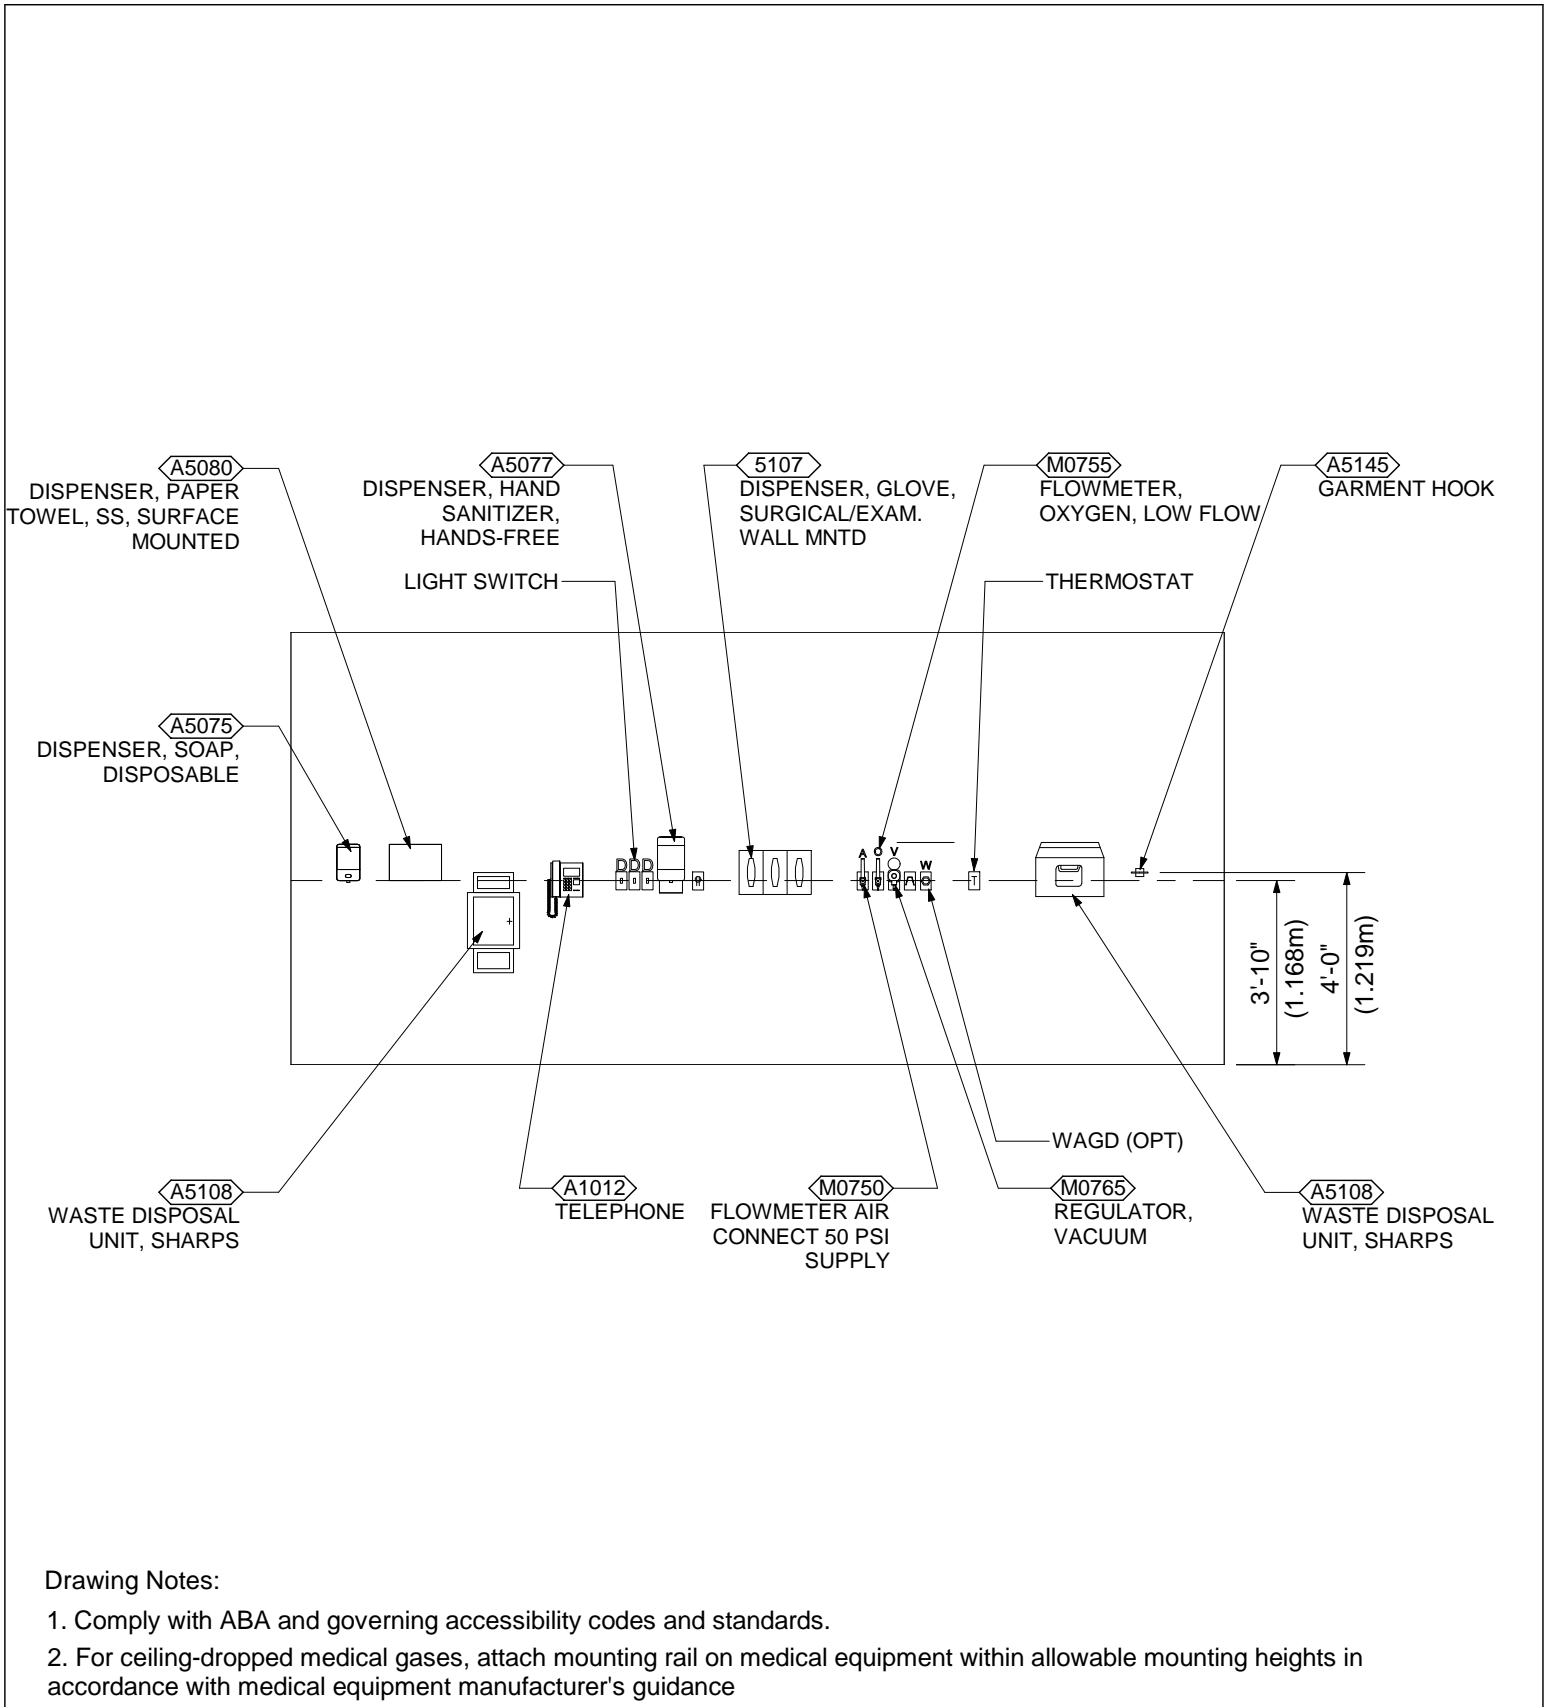 A5080
DISPENSER, PAPER
TOWEL, SS, SURFACE
MOUNTED
A5077
DISPENSER, HAND
SANITIZER,
HANDS-FREE
LIGHT SWITCH
5107
DISPENSER, GLOVE,
SURGICAL/EXAM.
WALL MNTD
M0755
FLOWMETER,
OXYGEN, LOW FLOW
THERMOSTAT
A5145
GARMENT HOOK
A5075
DISPENSER, SOAP,
DISPOSABLE
D D D
A O V W
T
3'-10"
(1.168m)
4'-0"
(1.219m)
WAGD (OPT)
A5108
WASTE DISPOSAL
UNIT, SHARPS
A1012
TELEPHONE
M0750
FLOWMETER AIR
CONNECT 50 PSI
SUPPLY
M0765
REGULATOR,
VACUUM
A5108
WASTE DISPOSAL
UNIT, SHARPS
Drawing Notes:
1. Comply with ABA and governing accessibility codes and standards.
2. For ceiling-dropped medical gases, attach mounting rail on medical equipment within allowable mounting heights in
accordance with medical equipment manufacturer's guidance